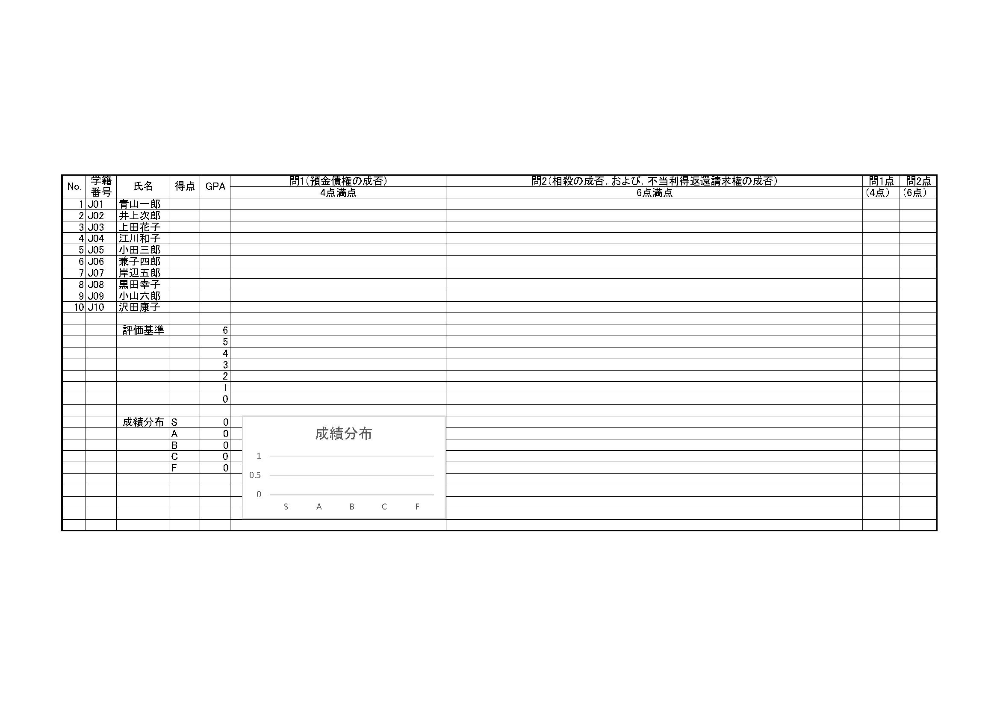 No. 学籍番号 氏名 得点 GPA 問1（預金債権の成否） 問2（相殺の成否，および，不当利得返還請求権の成否） 問1点 問2点
4点満点 6点満点 （4点） （6点）
1 J01 青山一郎
2 J02 井上次郎
3 J03 上田花子
4 J04 江川和子
5 J05 小田三郎
6 J06 兼子四郎
7 J07 岸辺五郎
8 J08 黒田幸子
9 J09 小山六郎
10 J10 沢田康子
評価基準 6
5
4
3
2
1
0
成績分布 S 0
A 0
B 0
C 0
F 0
成績分布
1
0.5
0
S A B C F